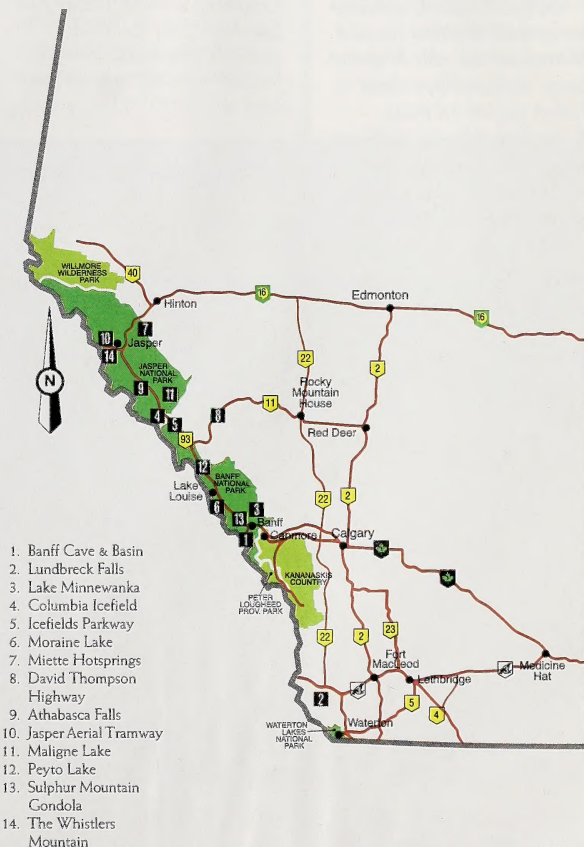 WILLMORE
WILDERNESS
PARK
40
Hinton
16
Edmonton
16
7
10
Jasper
14
22
2
N
JASPER
NATIONAL
PARK
9
11
Rocky
Mountain
House
11
8
4
5
Red Deer
93
12
BANFF
NATIONAL
PARK
Lake
Louise
6
22
2
3
13
Banff
1
Canmore
Calgary
KANANASKIS
COUNTRY
PETER
LOUGHEED
PROV. PARK
22
2
23
Fort
MacLeod
Medicine
Hat
3
3
Lethbridge
2
5
4
WATERTON
LAKES
NATIONAL
PARK
Waterton
1. Banff Cave & Basin
2. Lundbreck Falls
3. Lake Minnewanka
4. Columbia Icefield
5. Icefields Parkway
6. Moraine Lake
7. Miette Hotsprings
8. David Thompson
Highway
9. Athabasca Falls
10. Jasper Aerial Tramway
11. Maligne Lake
12. Peyto Lake
13. Sulphur Mountain
Gondola
14. The Whistlers
Mountain